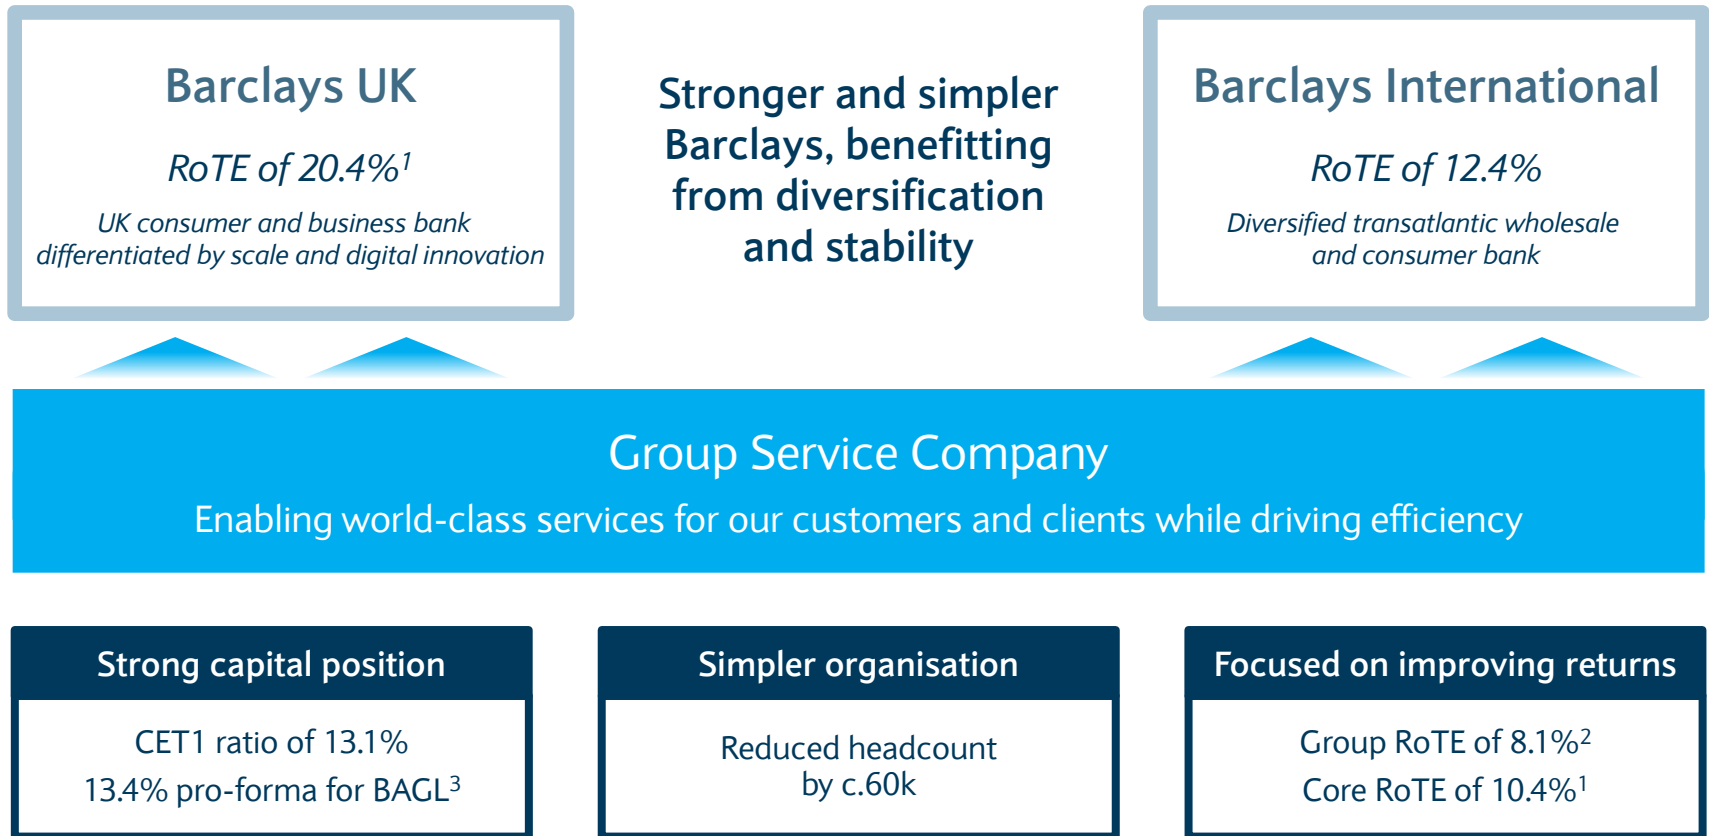 Barclays UK
RoTE of 20.4%¹
UK consumer and business bank
differentiated by scale and digital innovation
Stronger and simpler
Barclays, benefitting
from diversification
and stability
Barclays International
RoTE of 12.4%
Diversified transatlantic wholesale
and consumer bank
Group Service Company
Enabling world-class services for our customers and clients while driving efficiency
Strong capital position
CET1 ratio of 13.1%
13.4% pro-forma for BAGL³
Simpler organisation
Reduced headcount
by c.60k
Focused on improving returns
Group RoTE of 8.1%²
Core RoTE of 10.4%¹